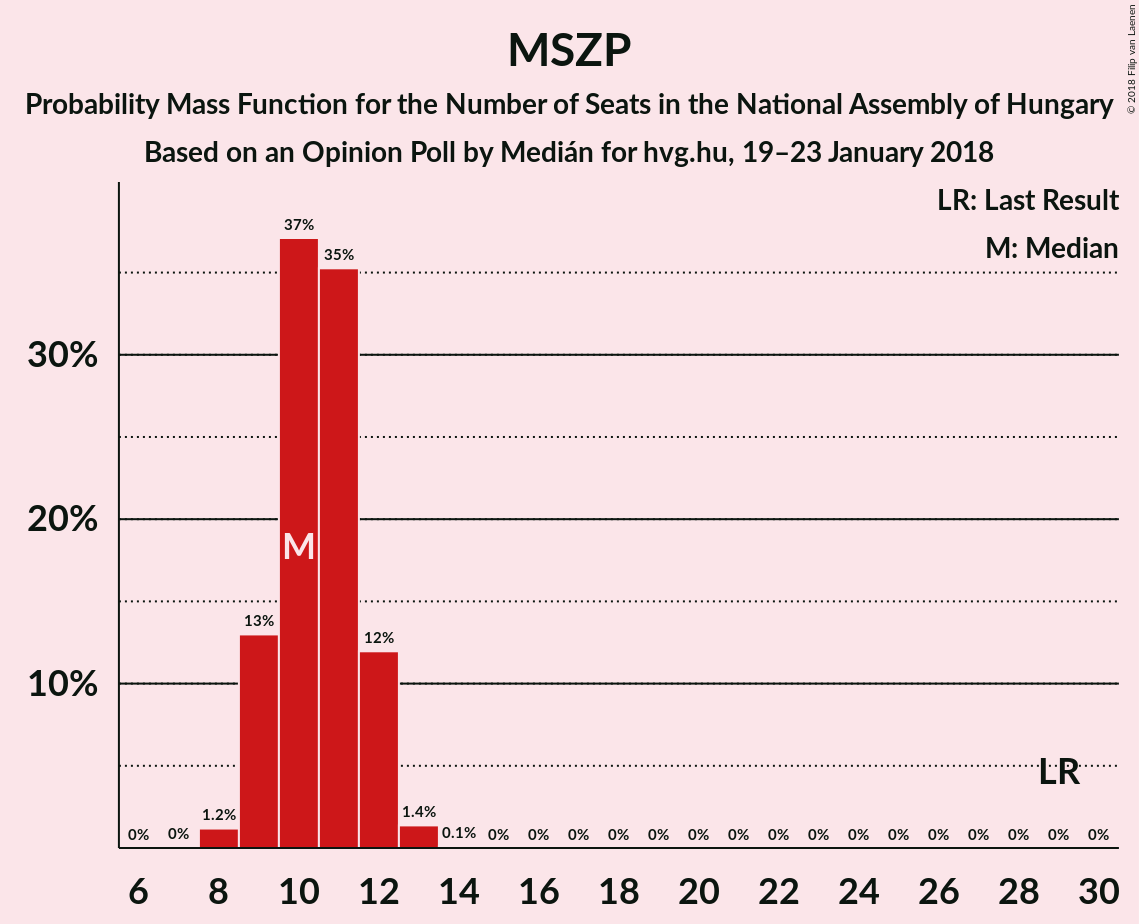 © 2018 Filip van Laenen
MSZP
Probability Mass Function for the Number of Seats in the National Assembly of Hungary
Based on an Opinion Poll by Medián for hvg.hu, 19–23 January 2018
LR: Last Result
M: Median
37%
35%
30%
20%
M
13%
12%
10%
LR
1.2%
1.4%
0% 0% 0.1% 0% 0% 0% 0% 0% 0% 0% 0% 0% 0% 0% 0% 0% 0% 0% 0%
6 8 10 12 14 16 18 20 22 24 26 28 30